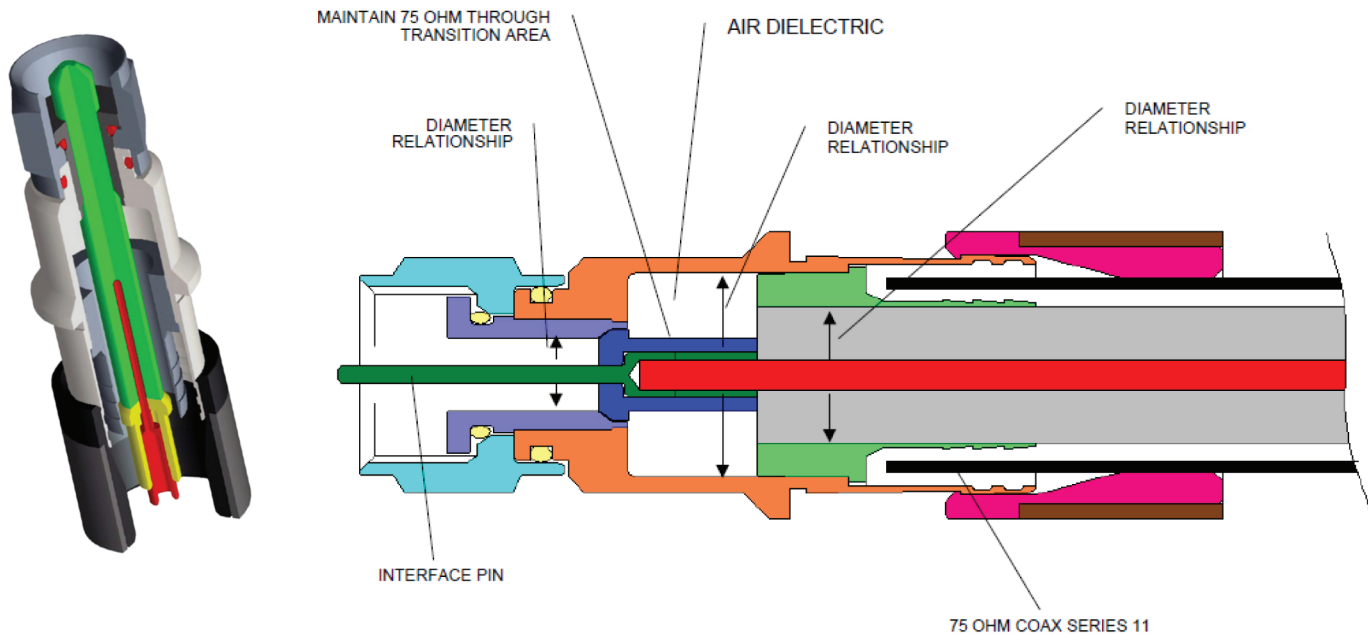 MAINTAIN 75 OHM THROUGH
TRANSITION AREA
AIR DIELECTRIC
DIAMETER
RELATIONSHIP
DIAMETER
RELATIONSHIP
DIAMETER
RELATIONSHIP
INTERFACE PIN
75 OHM COAX SERIES 11